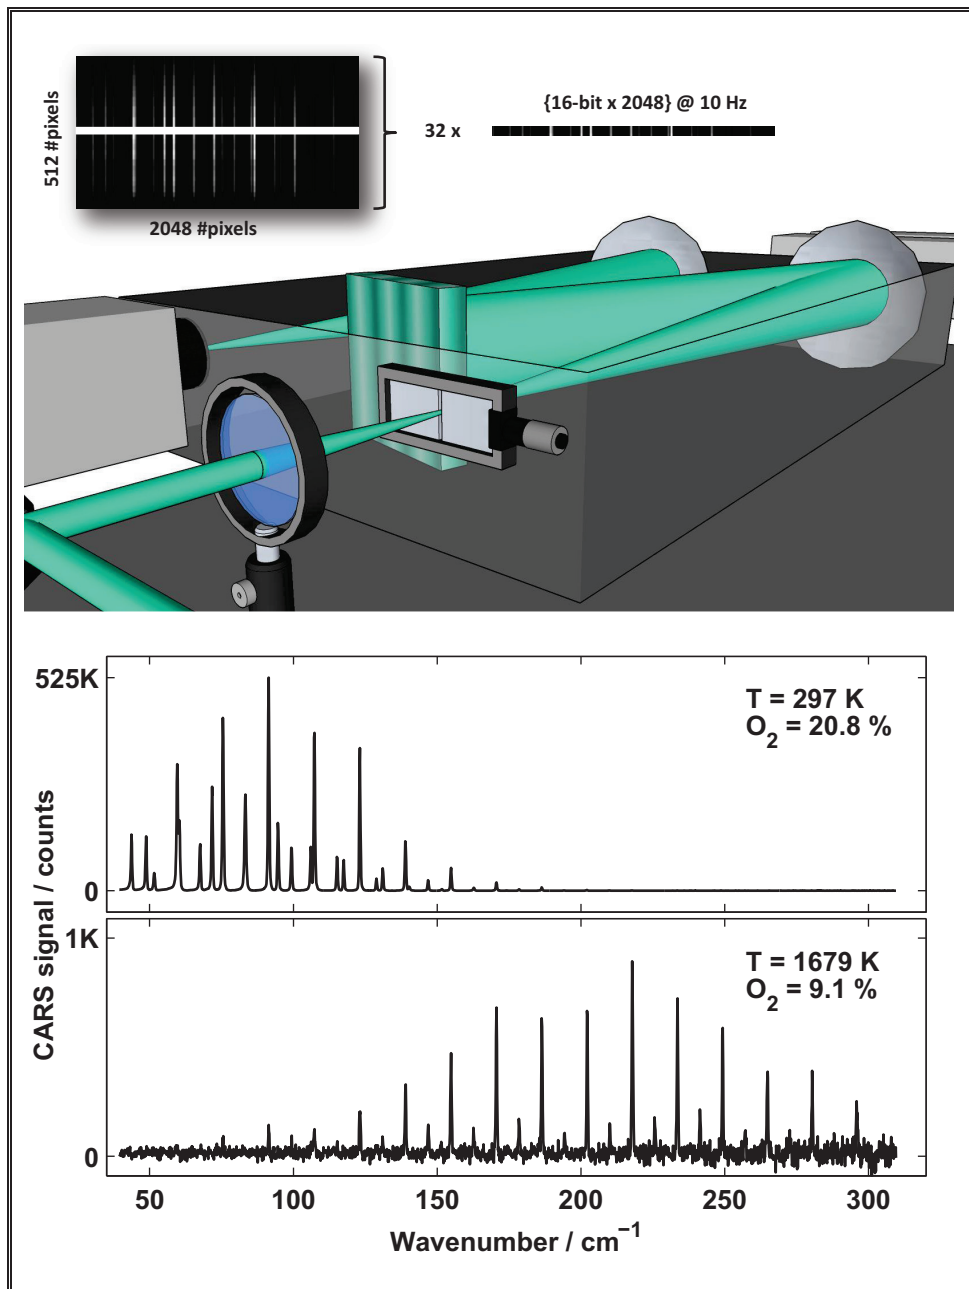 512 #pixels
2048 #pixels
32 x
{16-bit x 2048} @ 10 Hz
CARS signal / counts
525K
0
T = 297 K
O₂ = 20.8 %
1K
0
T = 1679 K
O₂ = 9.1 %
50 100 150 200 250 300
Wavenumber / cm⁻¹